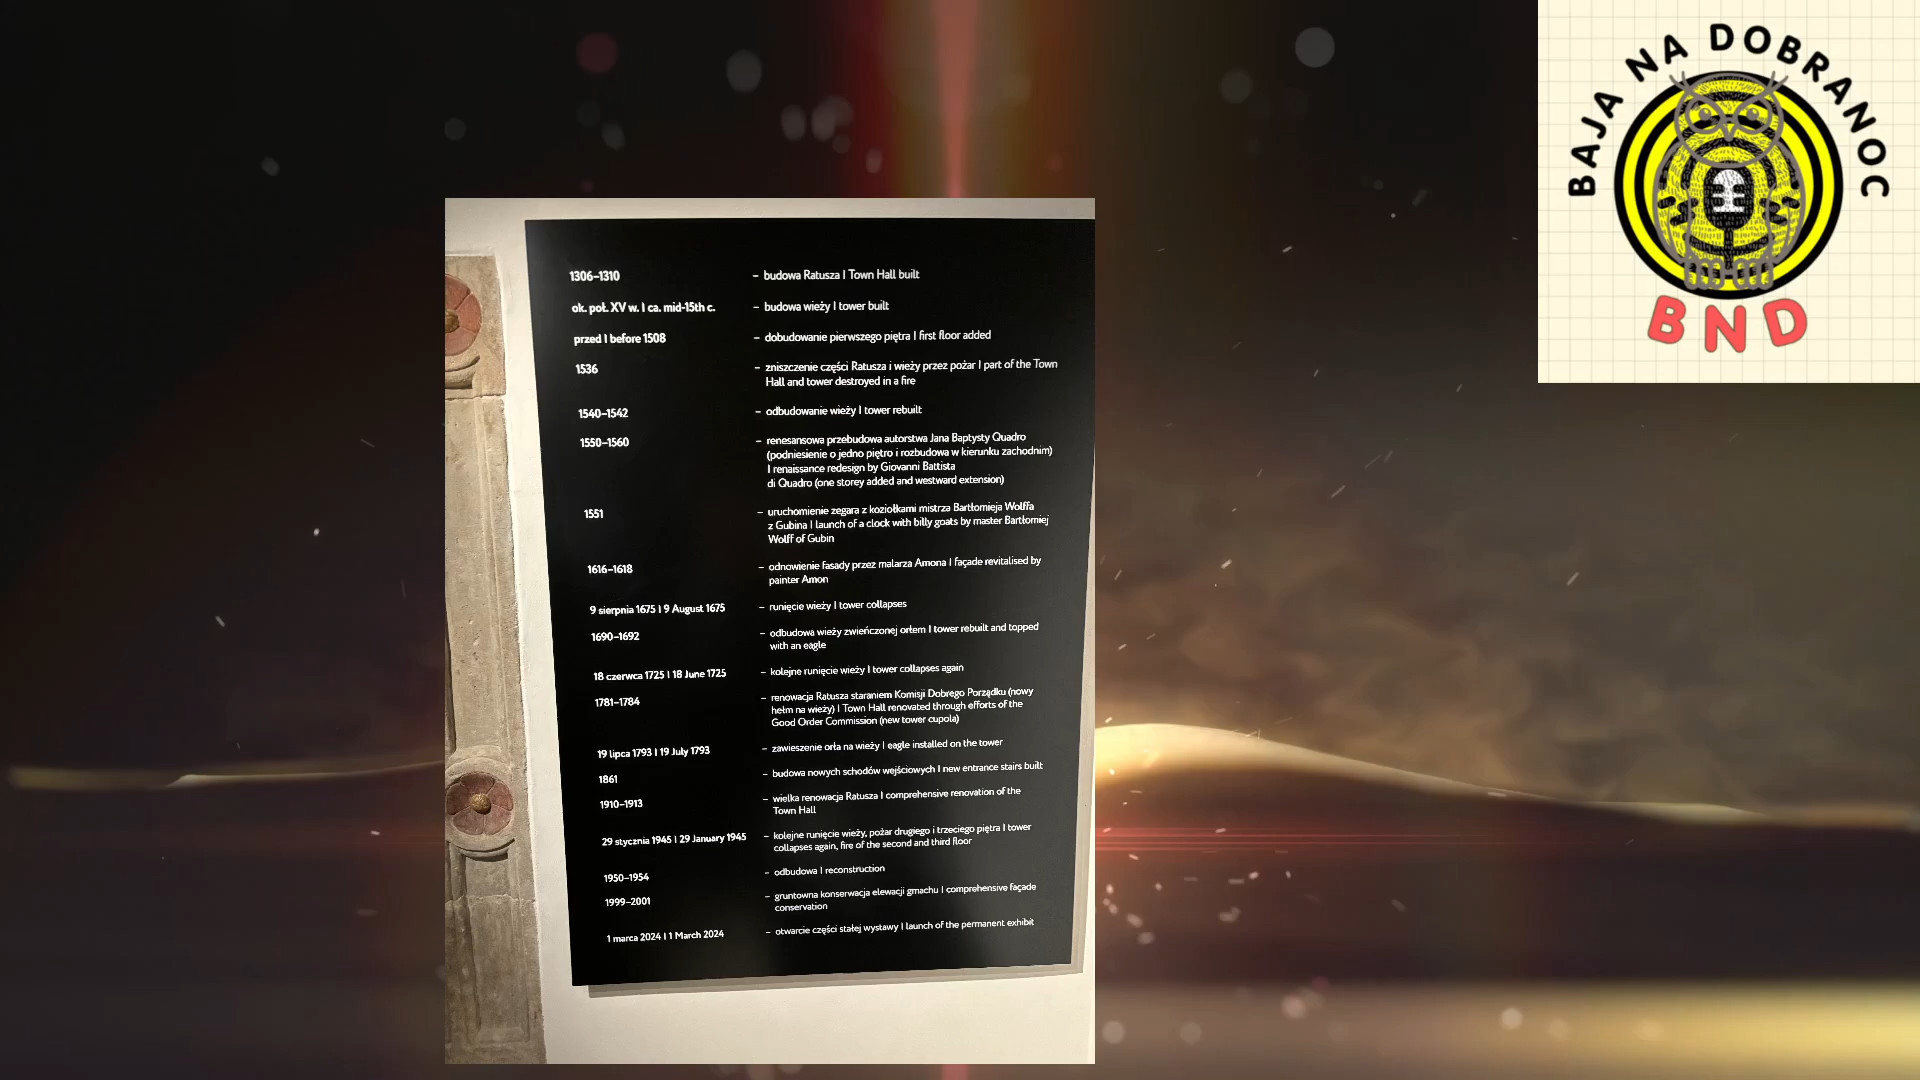 BAJA NA DOBRANOC
BND
1306–1310 – budowa Ratusza | Town Hall built
ok. poł. XV w. | ca. mid-15th c. – budowa wieży | tower built
przed | before 1508 – dobudowanie pierwszego piętra | first floor added
1536 – zniszczenie części Ratusza i wieży przez pożar | part of the Town
Hall and tower destroyed in a fire
1540–1542 – odbudowanie wieży | tower rebuilt
1550–1560 – renesansowa przebudowa autorstwa Jana Baptysty Quadro
(podniesienie o jedno piętro i rozbudowa w kierunku zachodnim)
| renaissance redesign by Giovanni Battista
di Quadro (one storey added and westward extension)
1551 – uruchomienie zegara z koziołkami mistrza Bartłomieja Wolffa
z Gubina | launch of a clock with billy goats by master Bartłomiej
Wolff of Gubin
1616–1618 – odnowienie fasady przez malarza Amona | façade revitalised by
painter Amon
9 sierpnia 1675 | 9 August 1675 – runięcie wieży | tower collapses
1690–1692 – odbudowa wieży zwieńczonej orłem | tower rebuilt and topped
with an eagle
18 czerwca 1725 | 18 June 1725 – kolejne runięcie wieży | tower collapses again
1781–1784 – renowacja Ratusza staraniem Komisji Dobrego Porządku (nowy
hełm na wieży) | Town Hall renovated through efforts of the
Good Order Commission (new tower cupola)
19 lipca 1793 | 19 July 1793 – zawieszenie orła na wieży | eagle installed on the tower
1861 – budowa nowych schodów wejściowych | new entrance stairs built
1910–1913 – wielka renowacja Ratusza | comprehensive renovation of the
Town Hall
29 stycznia 1945 | 29 January 1945 – kolejne runięcie wieży, pożar drugiego i trzeciego piętra | tower
collapses again, fire of the second and third floor
1950–1954 – odbudowa | reconstruction
1999–2001 – gruntowna konserwacja elewacji gmachu | comprehensive façade
conservation
1 marca 2024 | 1 March 2024 – otwarcie części stałej wystawy | launch of the permanent exhibit